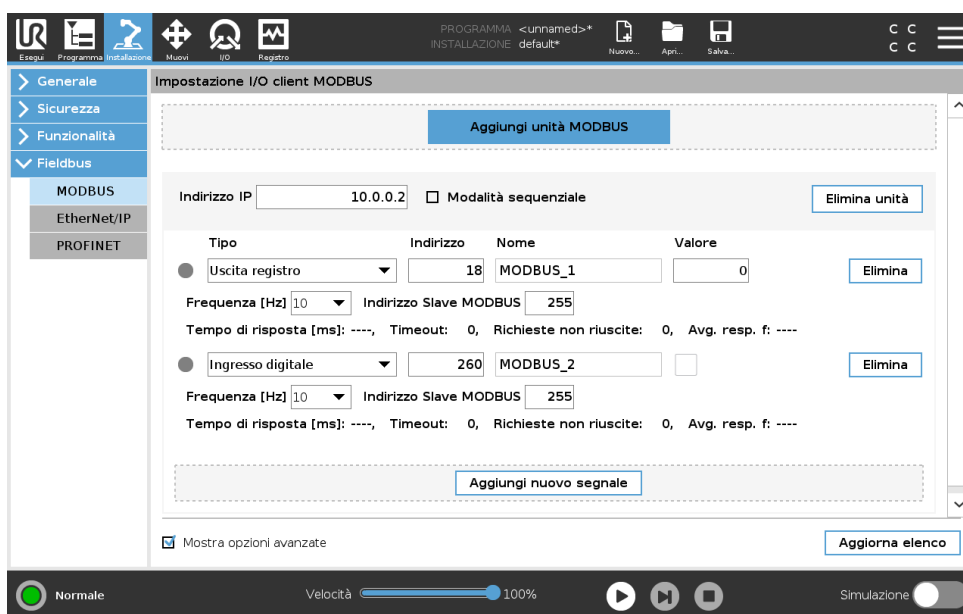 UR
PROGRAMMA <unnamed>*
INSTALLAZIONE default*
Esegui Programma Installazione Muovi I/O Registro Nuovo... Apri... Salva...
C C
C C
Generale
Impostazione I/O client MODBUS
Sicurezza
Funzionalità
Fieldbus
MODBUS
EtherNet/IP
PROFINET
Aggiungi unità MODBUS
Indirizzo IP 10.0.0.2 Modalità sequenziale Elimina unità
Tipo Indirizzo Nome Valore
Uscita registro 18 MODBUS_1 0 Elimina
Frequenza [Hz] 10 Indirizzo Slave MODBUS 255
Tempo di risposta [ms]: ----, Timeout: 0, Richieste non riuscite: 0, Avg. resp. f: ----
Ingresso digitale 260 MODBUS_2 Elimina
Frequenza [Hz] 10 Indirizzo Slave MODBUS 255
Tempo di risposta [ms]: ----, Timeout: 0, Richieste non riuscite: 0, Avg. resp. f: ----
Aggiungi nuovo segnale
Mostra opzioni avanzate Aggiorna elenco
Normale Velocità 100% Simulazione